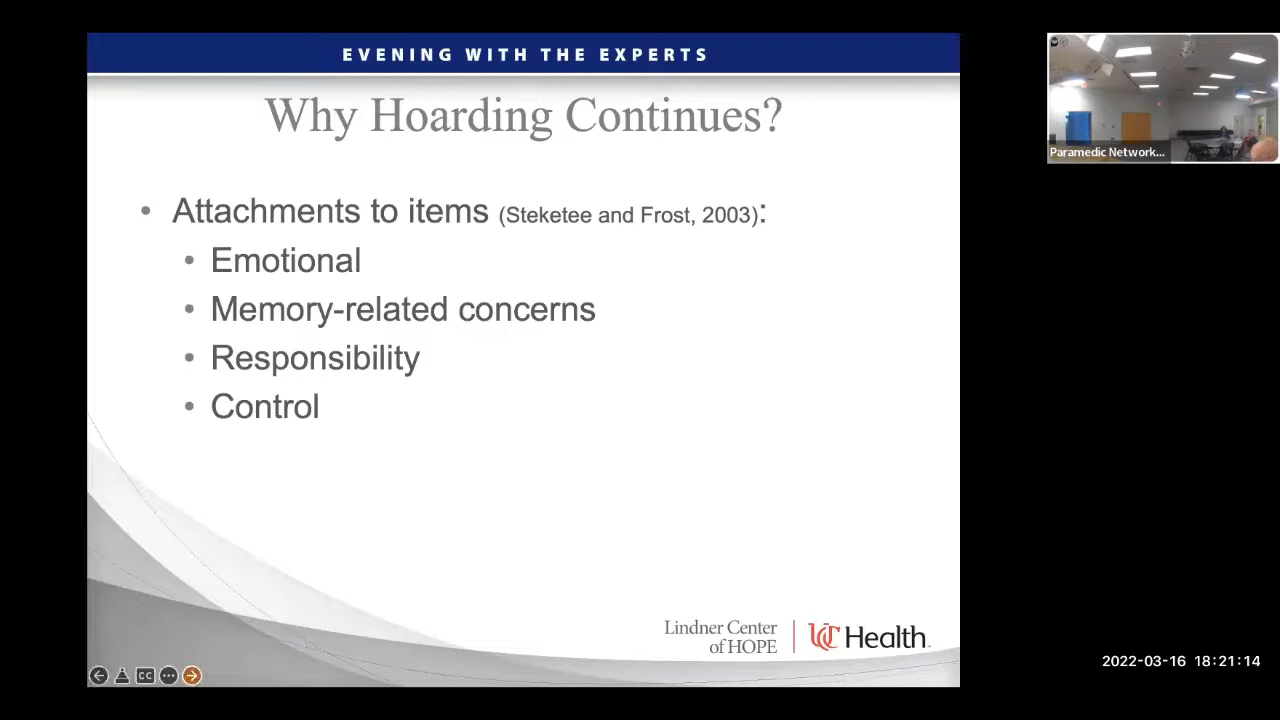 EVENING WITH THE EXPERTS
Why Hoarding Continues?
• Attachments to items (Steketee and Frost, 2003):
• Emotional
• Memory-related concerns
• Responsibility
• Control
Lindner Center
of HOPE
UC Health
CC
Paramedic Network...
2022-03-16 18:21:14